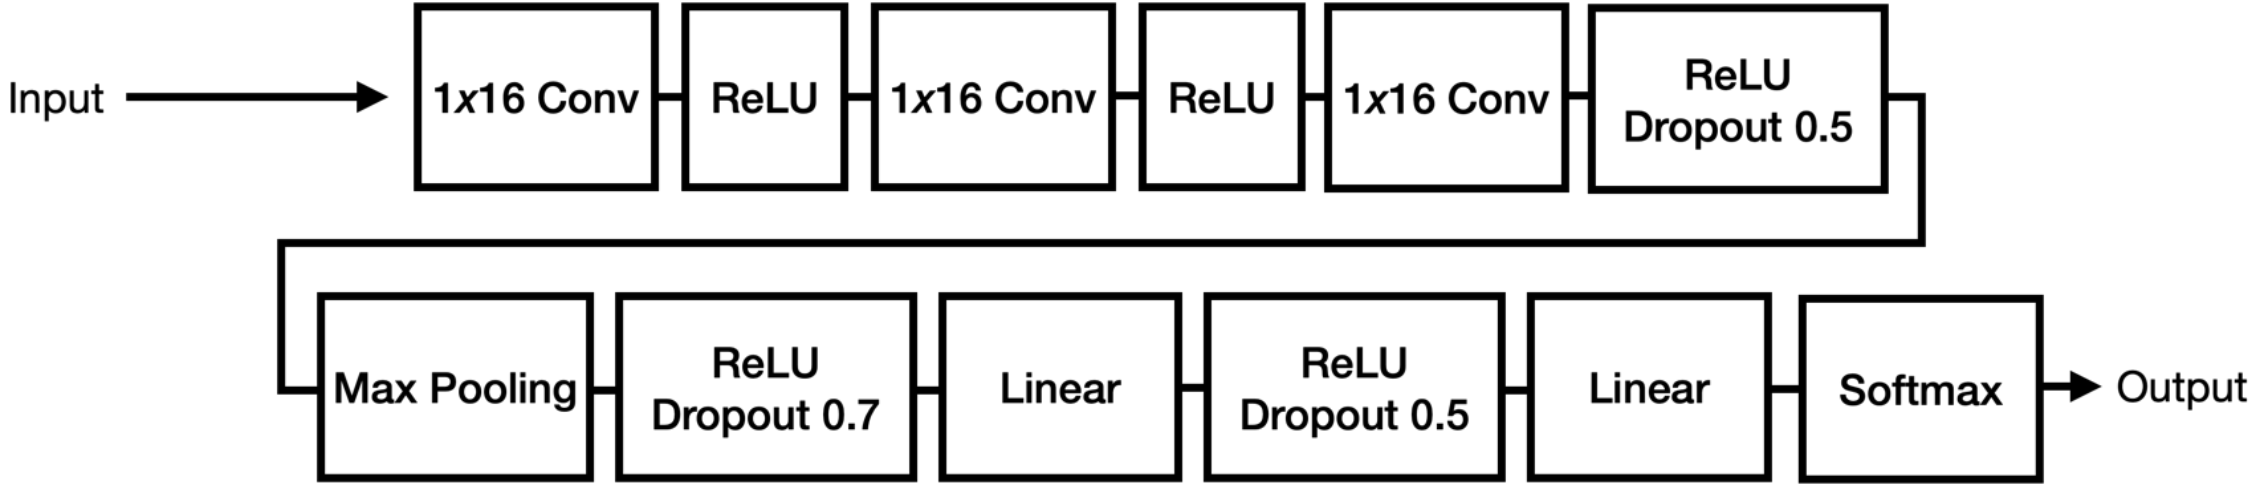 Input
1x16 Conv
ReLU
1x16 Conv
ReLU
1x16 Conv
ReLU
Dropout 0.5
Max Pooling
ReLU
Dropout 0.7
Linear
ReLU
Dropout 0.5
Linear
Softmax
Output